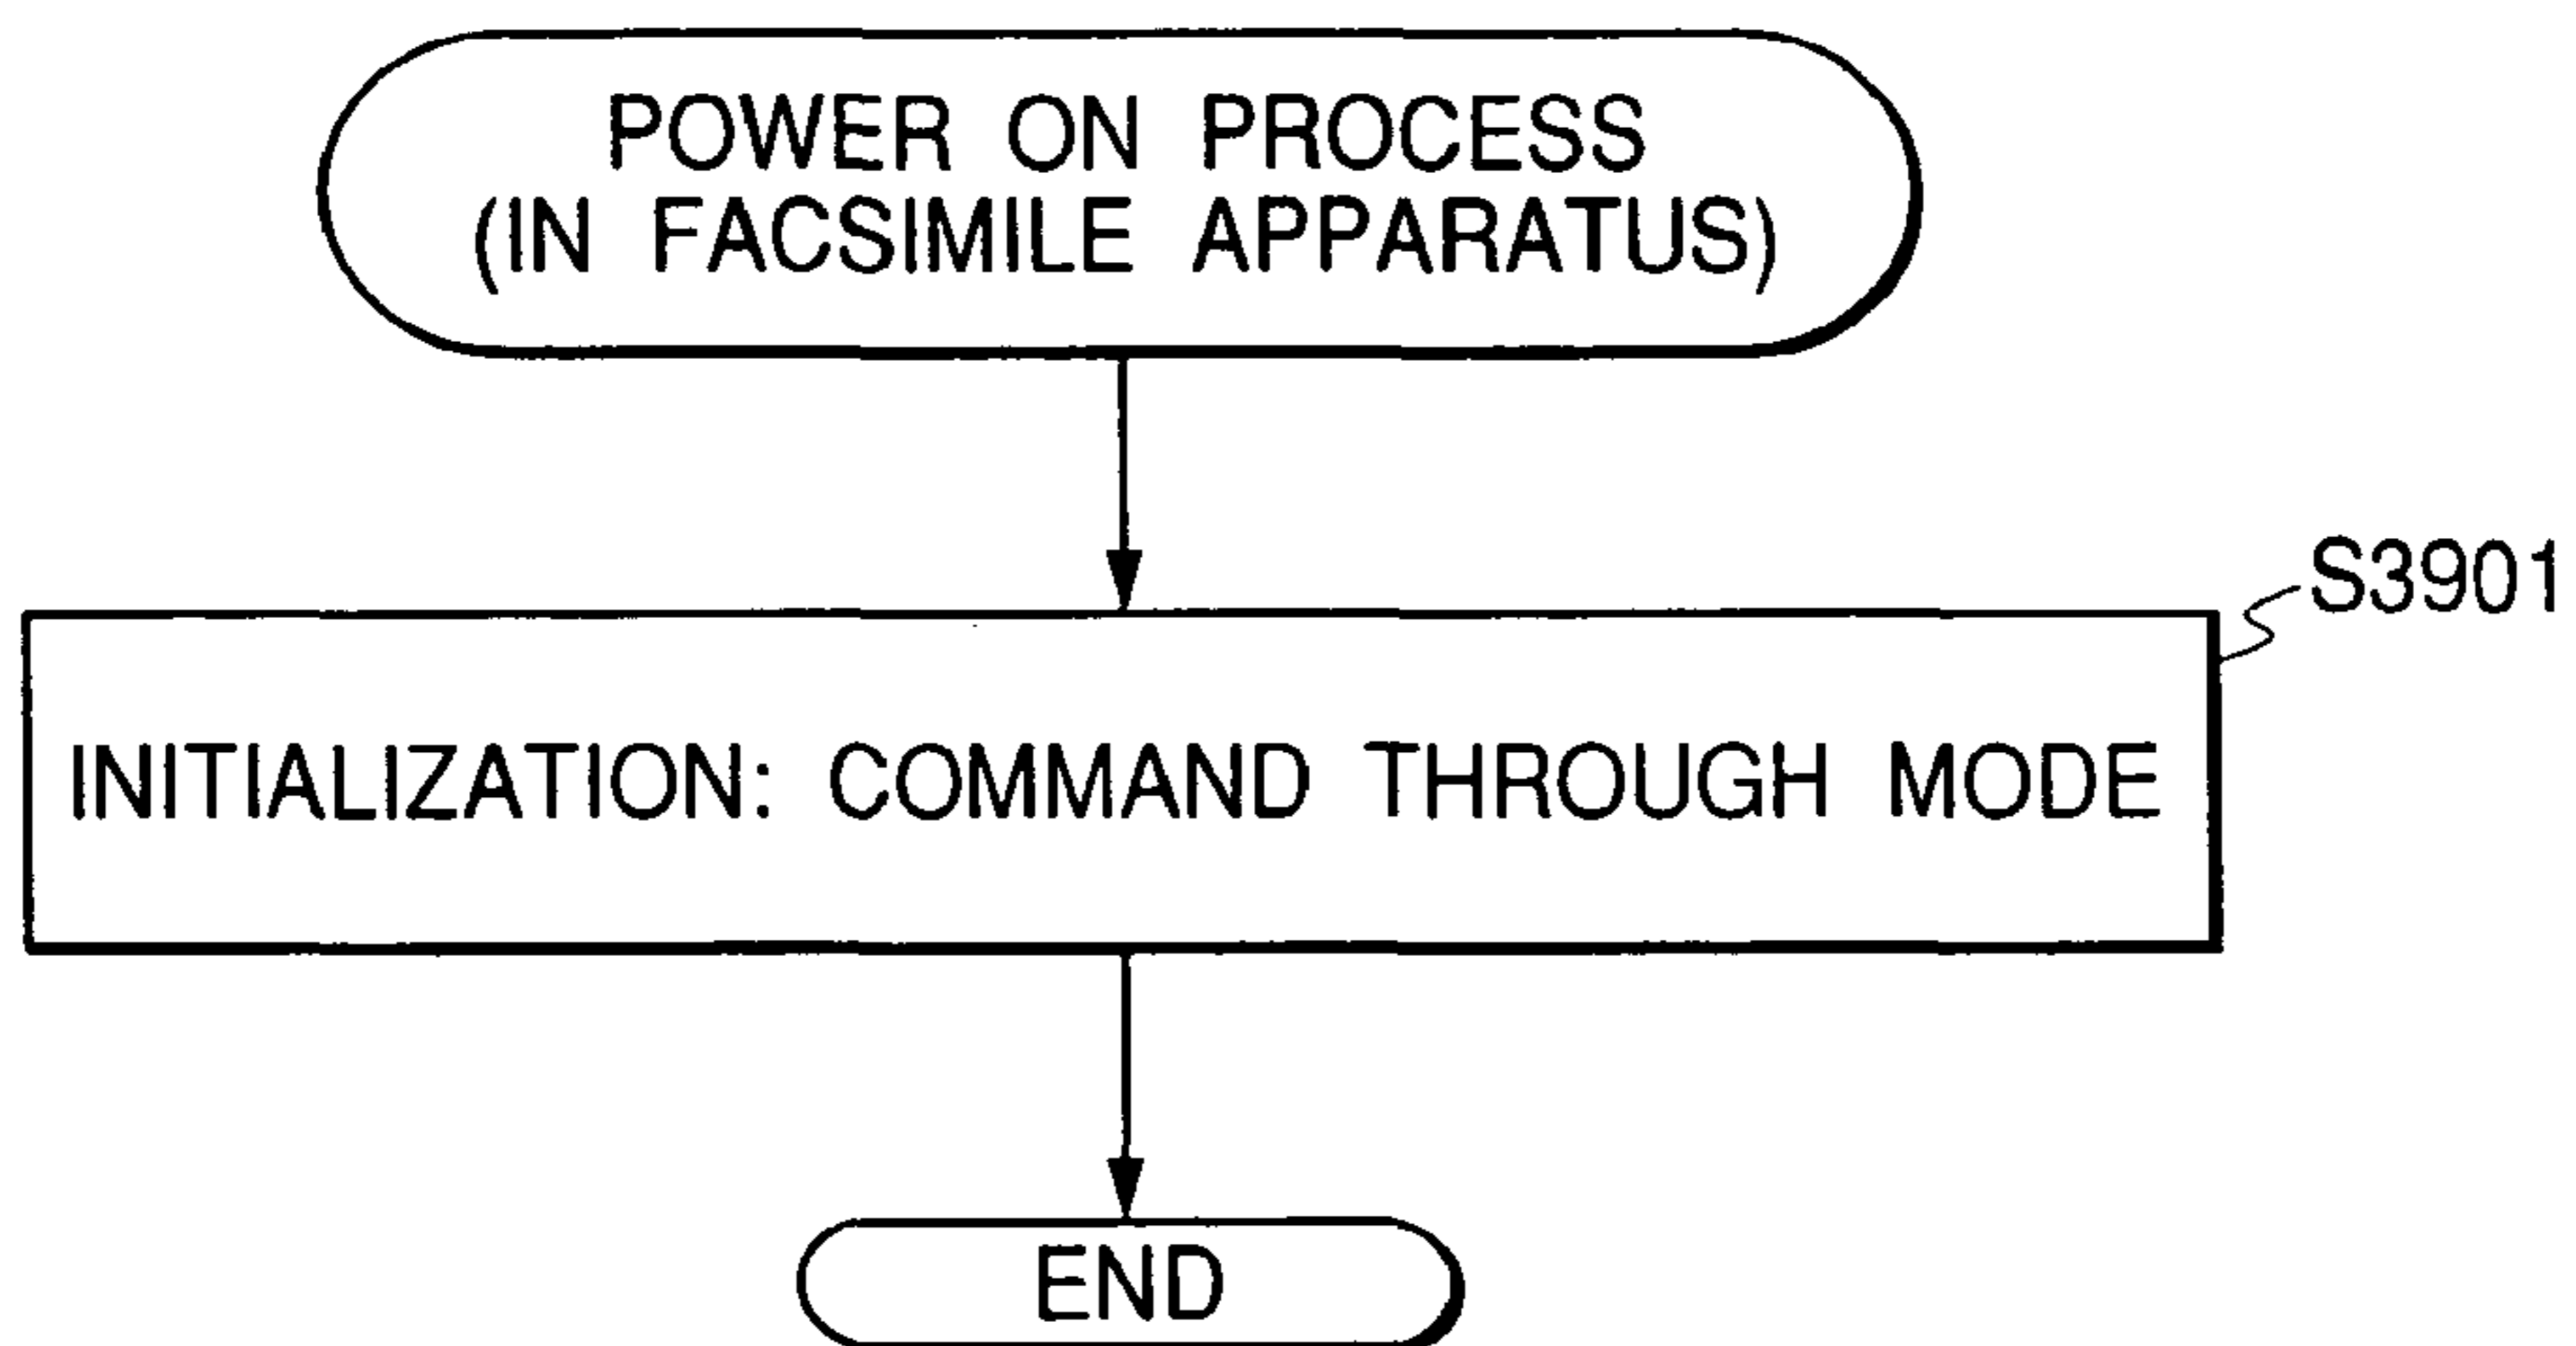 POWER ON PROCESS
(IN FACSIMILE APPARATUS)
S3901
INITIALIZATION: COMMAND THROUGH MODE
END